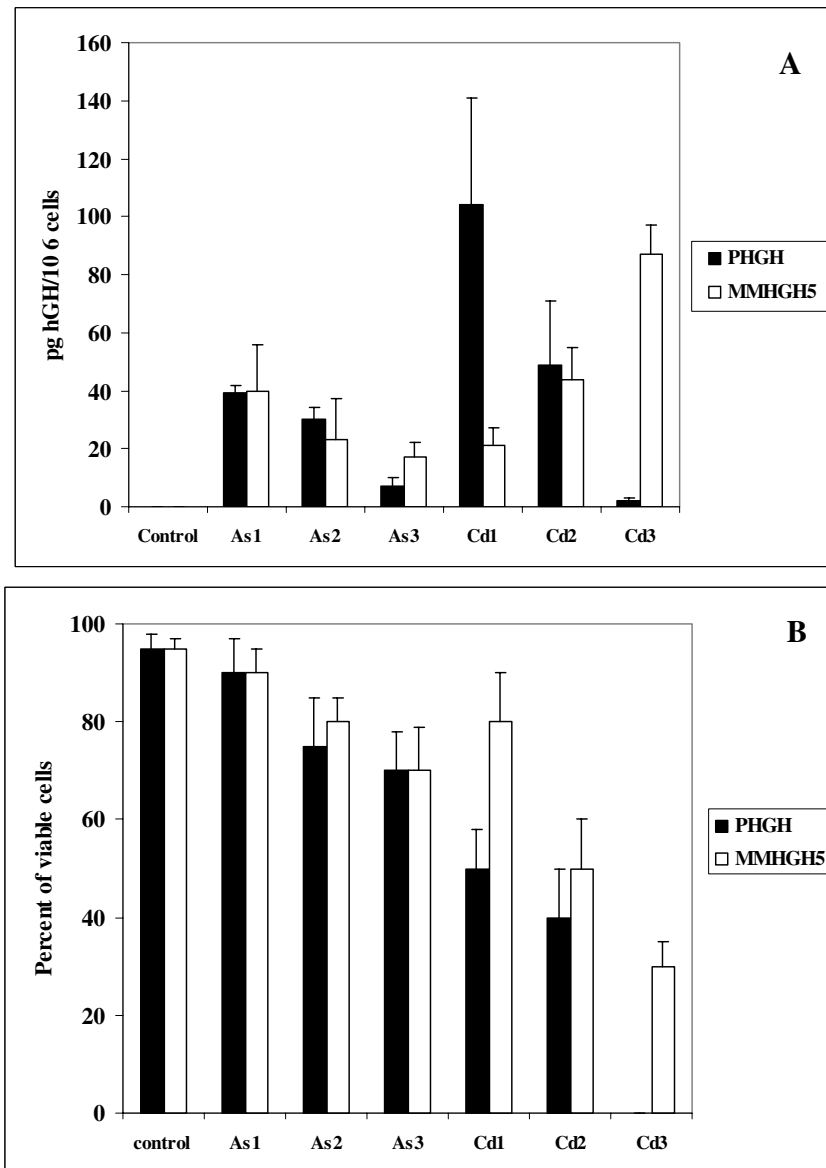 A
160
140
120
100
80
60
40
20
0
pg hGH/10 6 cells
Control As1 As2 As3 Cd1 Cd2 Cd3
PHGH
MMHGH5
B
100
80
60
40
20
0
Percent of viable cells
control As1 As2 As3 Cd1 Cd2 Cd3
PHGH
MMHGH5